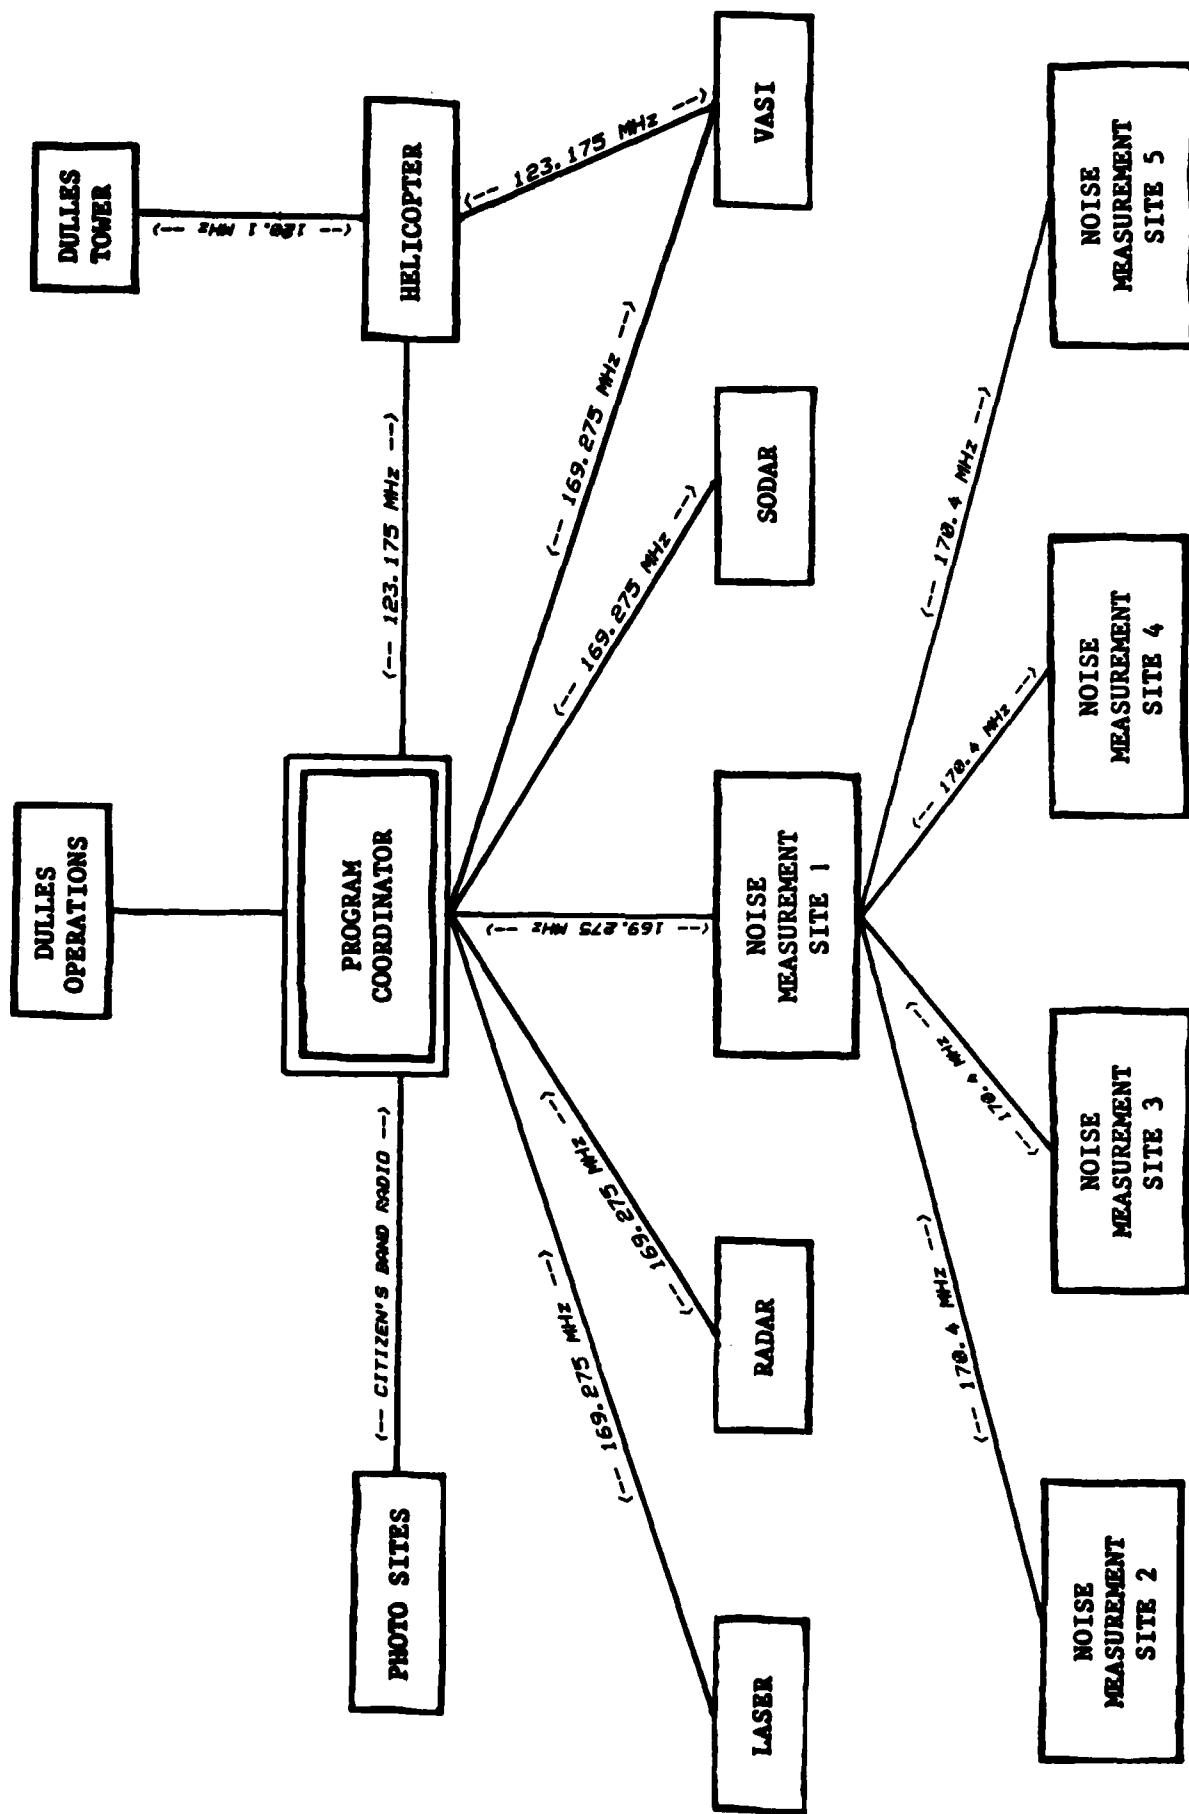 DULLES
OPERATIONS
DULLES
TOWER
<-- 120.1 MHz -->
PHOTO SITES
<-- CITIZEN'S BAND RADIO -->
PROGRAM
COORDINATOR
<-- 123.175 MHz -->
HELICOPTER
<-- 169.275 MHz -->
<-- 169.275 MHz -->
<-- 169.275 MHz -->
<-- 169.275 MHz -->
<-- 169.275 MHz -->
<-- 123.175 MHz -->
LASER
RADAR
NOISE
MEASUREMENT
SITE 1
SODAR
VASI
<-- 170.4 MHz -->
<-- 170.4 MHz -->
<-- 170.4 MHz -->
<-- 170.4 MHz -->
NOISE
MEASUREMENT
SITE 2
NOISE
MEASUREMENT
SITE 3
NOISE
MEASUREMENT
SITE 4
NOISE
MEASUREMENT
SITE 5